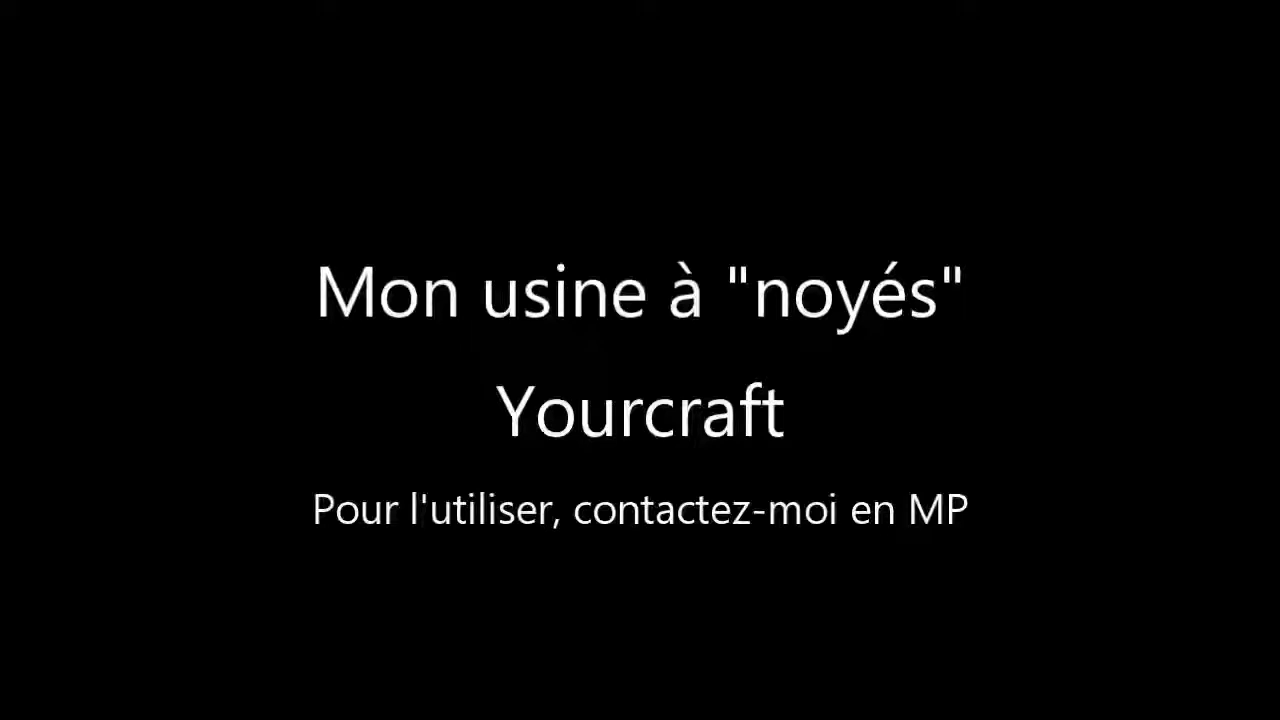 Mon usine à "noyés"
Yourcraft
Pour l'utiliser, contactez-moi en MP